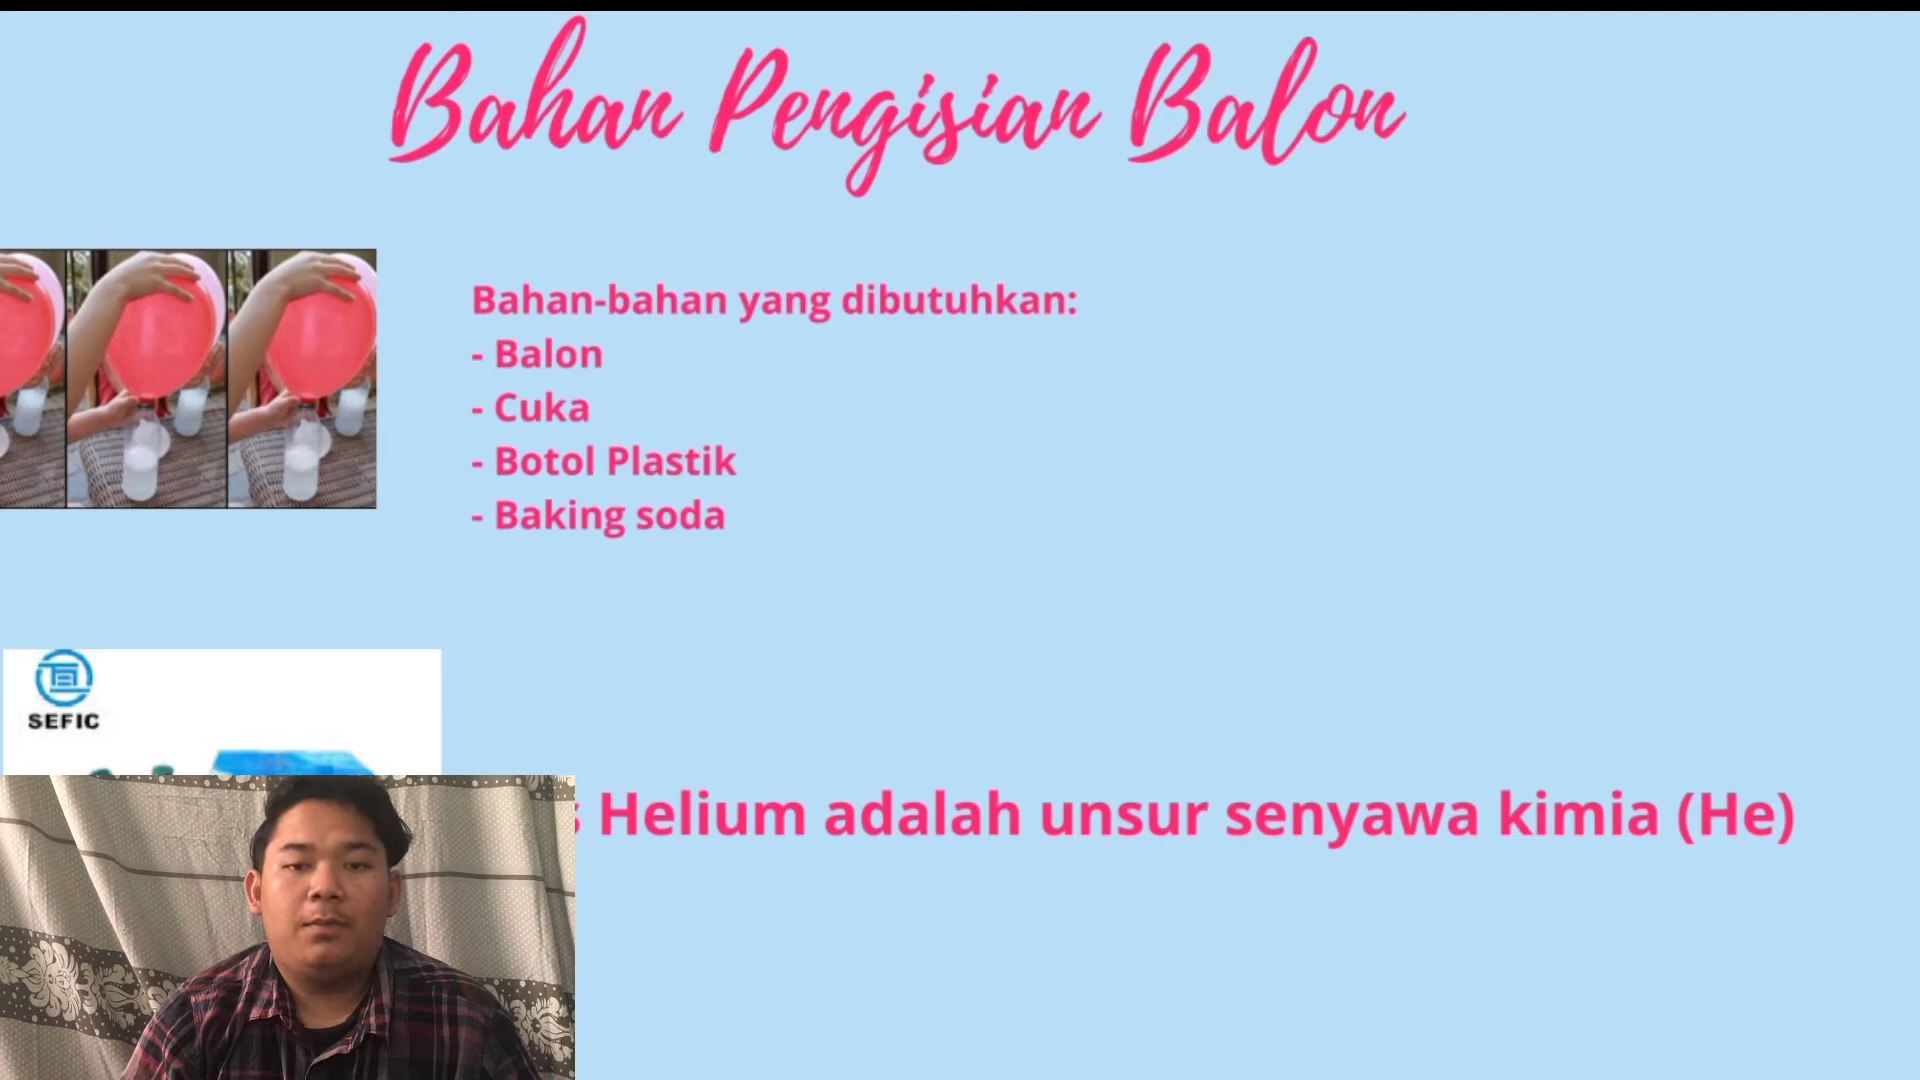 Bahan Pengisian Balon
Bahan-bahan yang dibutuhkan:
- Balon
- Cuka
- Botol Plastik
- Baking soda
SEFIC
Helium adalah unsur senyawa kimia (He)